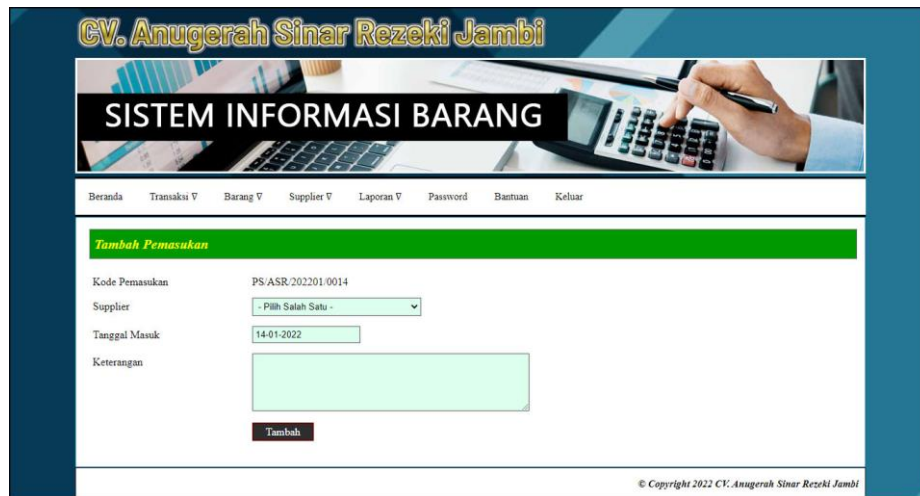 CV. Anugerah Sinar Rezeki Jambi
SISTEM INFORMASI BARANG
Beranda Transaksi ∇ Barang ∇ Supplier ∇ Laporan ∇ Password Bantuan Keluar
Tambah Pemasukan
Kode Pemasukan PS/ASR/202201/0014
Supplier - Pilih Salah Satu -
Tanggal Masuk 14-01-2022
Keterangan
Tambah
© Copyright 2022 CV. Anugerah Sinar Rezeki Jambi